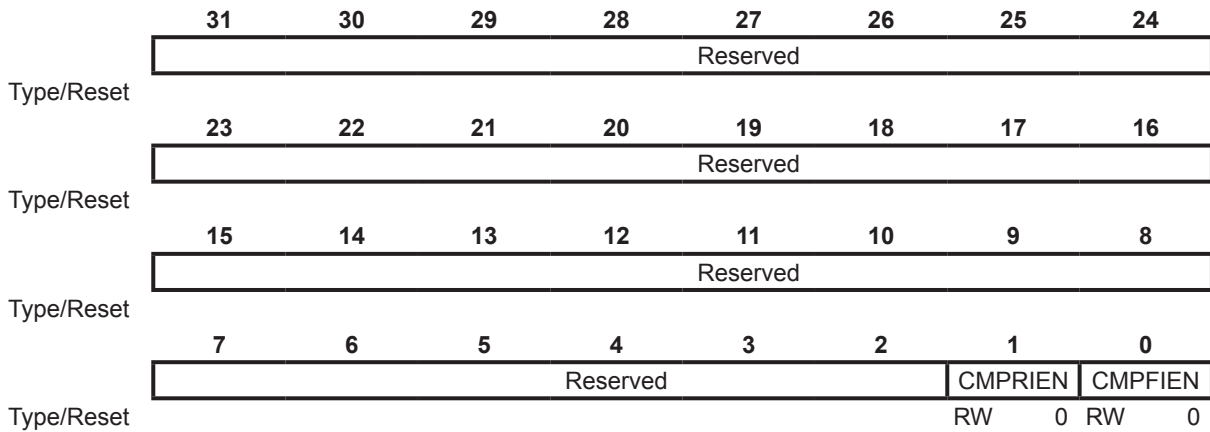 31 30 29 28 27 26 25 24
Reserved
Type/Reset
23 22 21 20 19 18 17 16
Reserved
Type/Reset
15 14 13 12 11 10 9 8
Reserved
Type/Reset
7 6 5 4 3 2 1 0
Reserved CMPRIEN CMPFIEN
Type/Reset RW 0 RW 0